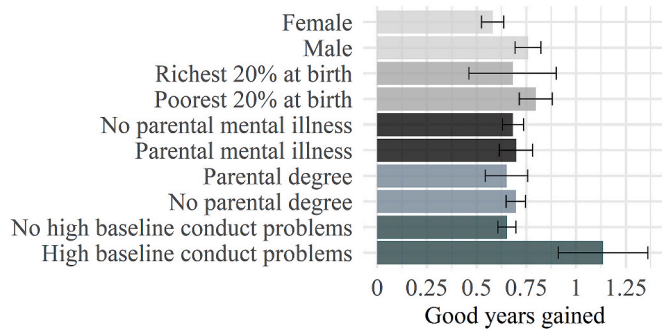 Female
Male
Richest 20% at birth
Poorest 20% at birth
No parental mental illness
Parental mental illness
Parental degree
No parental degree
No high baseline conduct problems
High baseline conduct problems
0 0.25 0.5 0.75 1 1.25
Good years gained